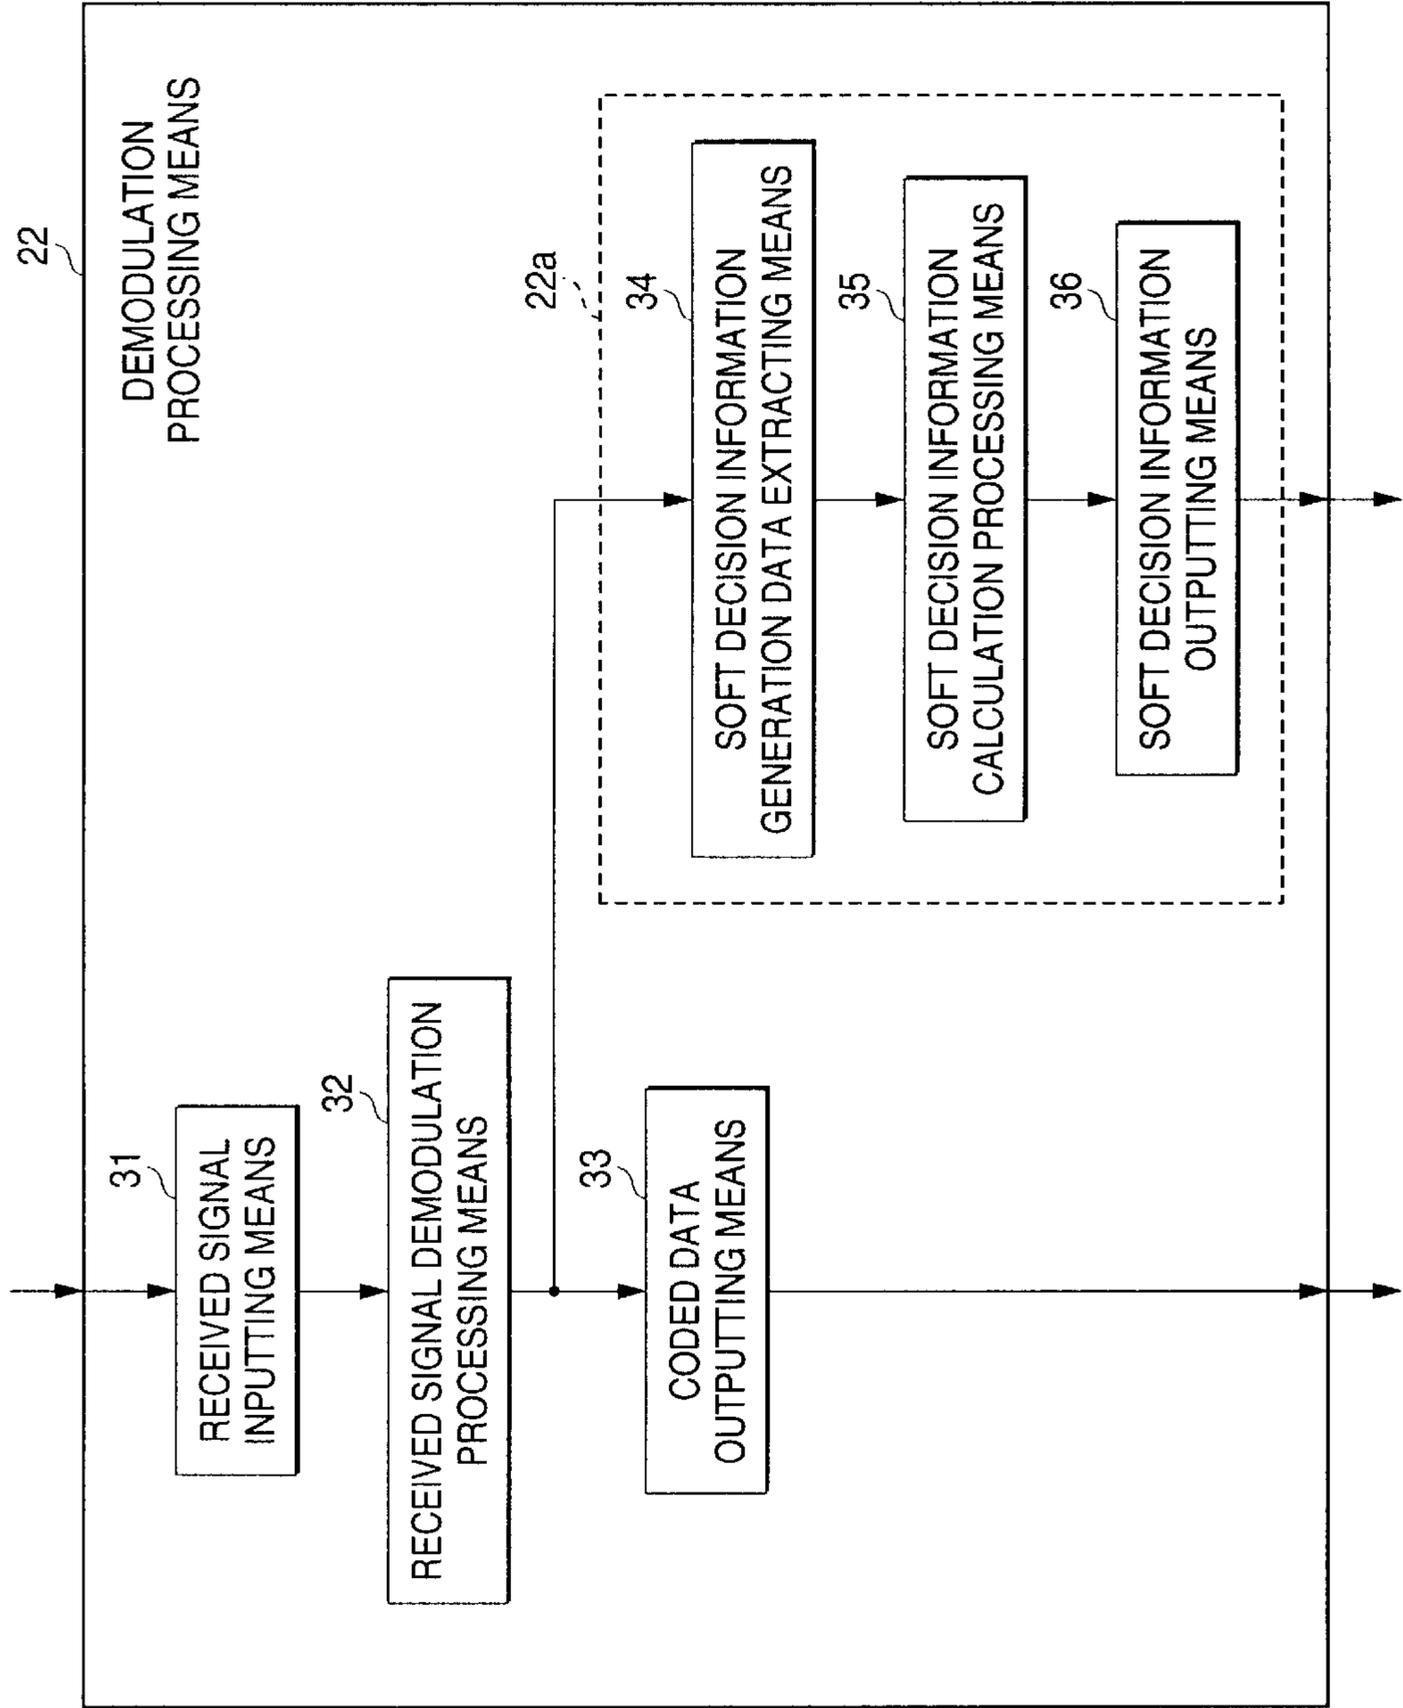 22
DEMODULATION
PROCESSING MEANS
31
RECEIVED SIGNAL
INPUTTING MEANS
32
RECEIVED SIGNAL DEMODULATION
PROCESSING MEANS
33
CODED DATA
OUTPUTTING MEANS
22a
34
SOFT DECISION INFORMATION
GENERATION DATA EXTRACTING MEANS
35
SOFT DECISION INFORMATION
CALCULATION PROCESSING MEANS
36
SOFT DECISION INFORMATION
OUTPUTTING MEANS